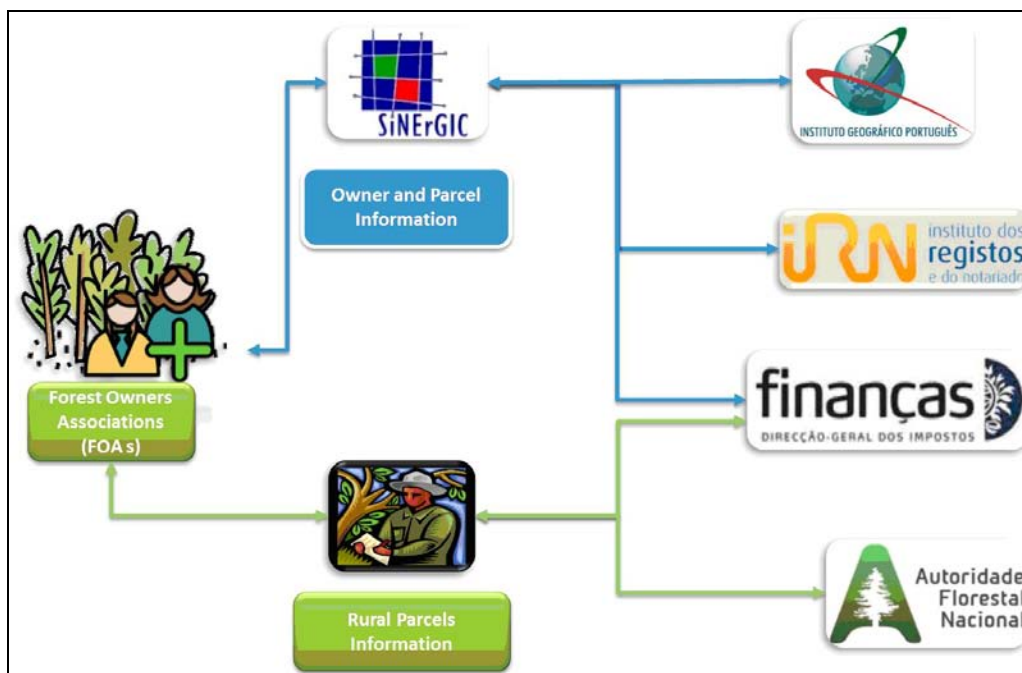 SiNErGIC
INSTITUTO GEOGRÁFICO PORTUGUÊS
Owner and Parcel
Information
iRN
instituto dos
registos
e do notariado
Forest Owners
Associations
(FOA s)
finanças
DIRECÇÃO-GERAL DOS IMPOSTOS
Rural Parcels
Information
Autoridade
Florestal
Nacional